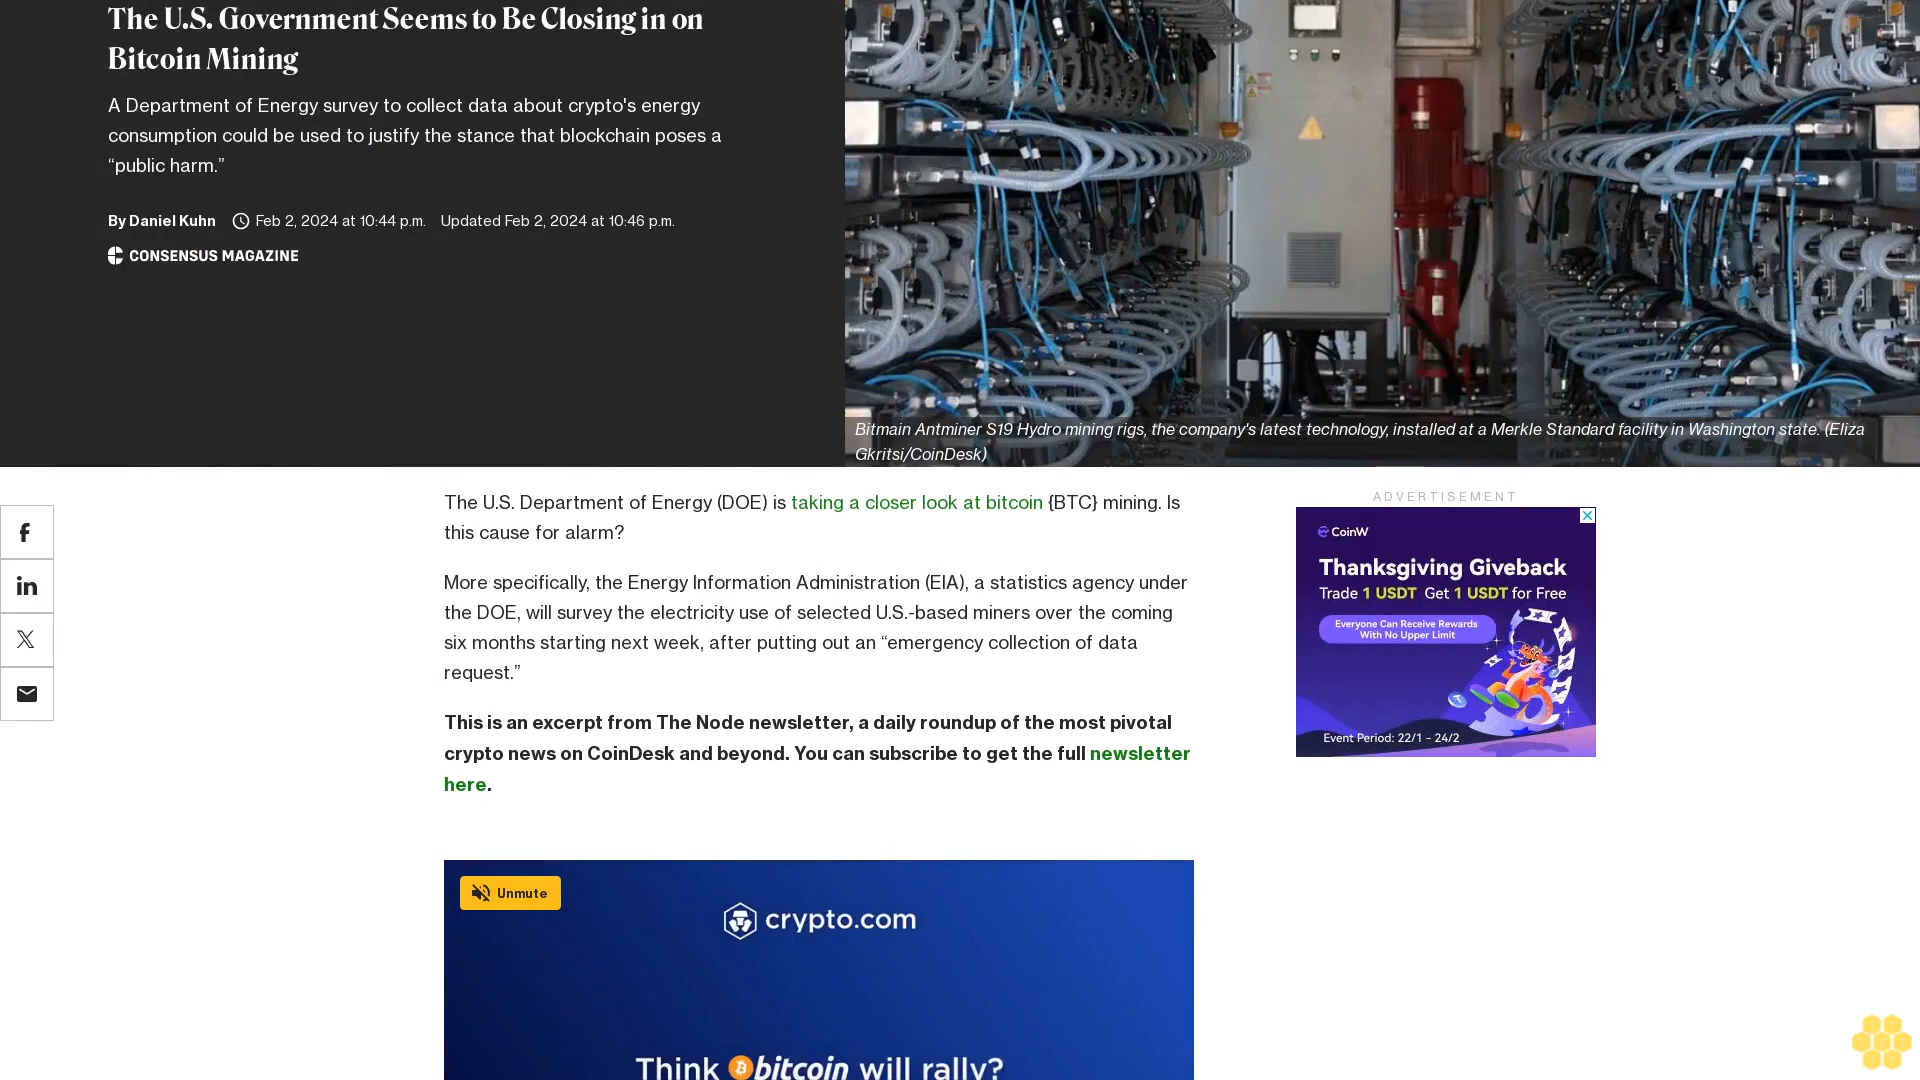 The U.S. Government Seems to Be Closing in on
Bitcoin Mining
A Department of Energy survey to collect data about crypto's energy
consumption could be used to justify the stance that blockchain poses a
“public harm.”
By Daniel Kuhn Feb 2, 2024 at 10:44 p.m. Updated Feb 2, 2024 at 10:46 p.m.
CONSENSUS MAGAZINE
Bitmain Antminer S19 Hydro mining rigs, the company's latest technology, installed at a Merkle Standard facility in Washington state. (Eliza
Gkritsi/CoinDesk)
The U.S. Department of Energy (DOE) is taking a closer look at bitcoin {BTC} mining. Is
this cause for alarm?
More specifically, the Energy Information Administration (EIA), a statistics agency under
the DOE, will survey the electricity use of selected U.S.-based miners over the coming
six months starting next week, after putting out an “emergency collection of data
request.”
This is an excerpt from The Node newsletter, a daily roundup of the most pivotal
crypto news on CoinDesk and beyond. You can subscribe to get the full newsletter
here.
Unmute
crypto.com
Think bitcoin will rally?
ADVERTISEMENT
CoinW
Thanksgiving Giveback
Trade 1 USDT Get 1 USDT for Free
Everyone Can Receive Rewards
With No Upper Limit
Event Period: 22/1 - 24/2